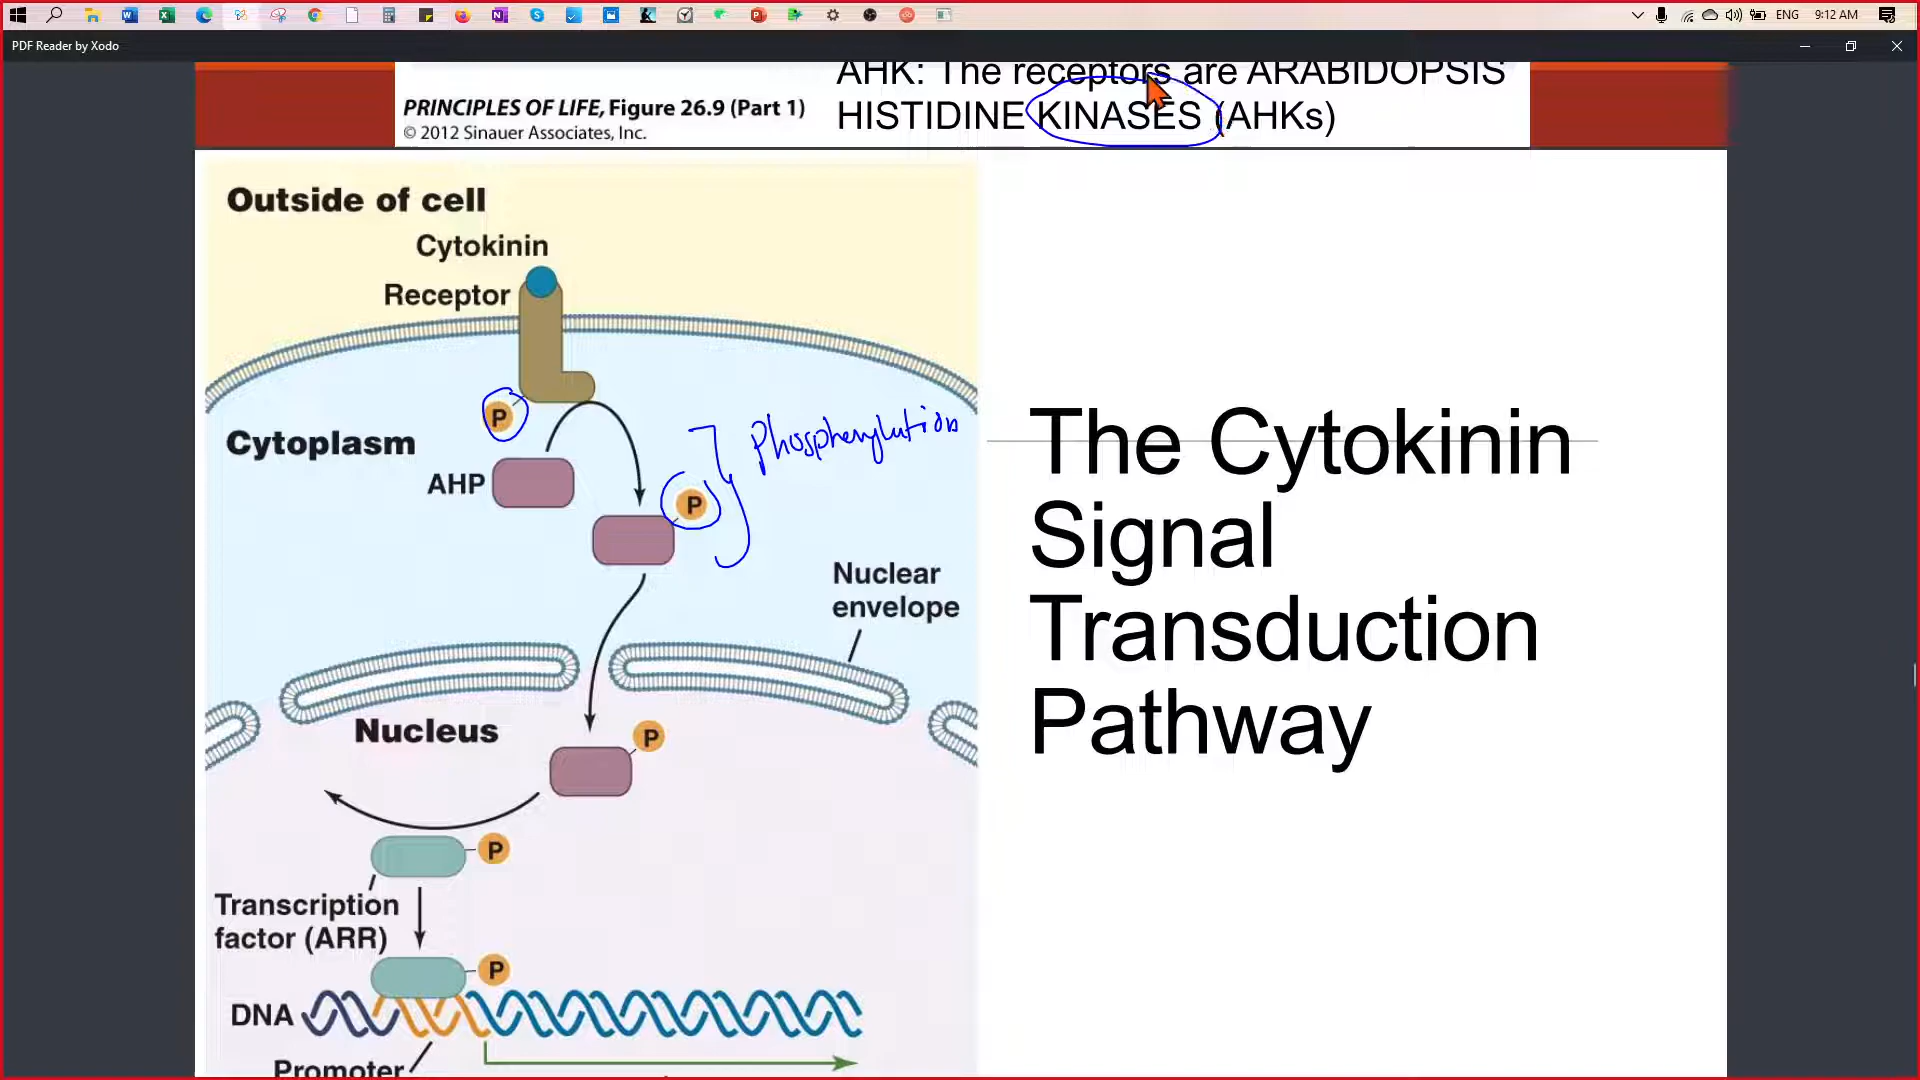 ENG
9:12 AM
PDF Reader by Xodo
AHK: The receptors are ARABIDOPSIS
HISTIDINE KINASES (AHKs)
PRINCIPLES OF LIFE, Figure 26.9 (Part 1)
© 2012 Sinauer Associates, Inc.
Outside of cell
Cytokinin
Receptor
P
Cytoplasm
AHP
P
Phosphorylution
Nuclear
envelope
Nucleus
P
P
Transcription
factor (ARR)
P
DNA
Promoter
The Cytokinin
Signal
Transduction
Pathway